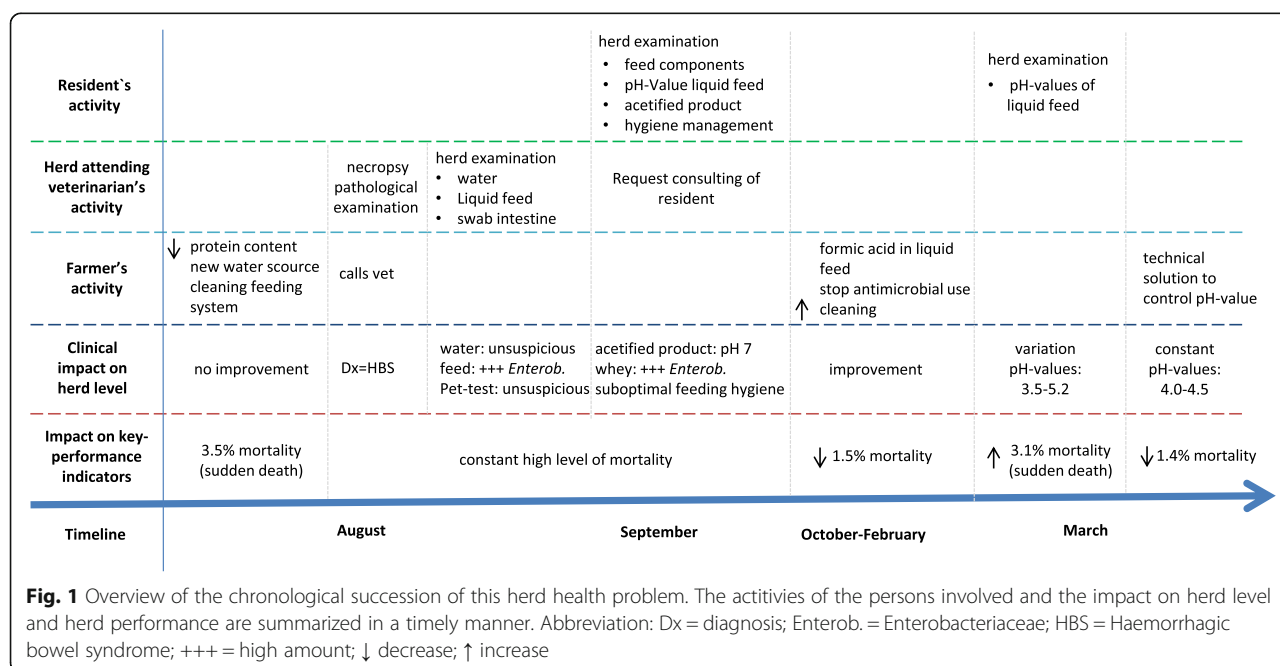 Resident`s
activity
herd examination
• feed components
• pH-Value liquid feed
• acetified product
• hygiene management
herd examination
• pH-values of
liquid feed
Herd attending
veterinarian’s
activity
necropsy
pathological
examination
herd examination
• water
• Liquid feed
• swab intestine
Request consulting of
resident
Farmer’s
activity
↓ protein content
new water scource
cleaning feeding
system
calls vet
formic acid in liquid
feed
stop antimicrobial use
↑ cleaning
technical
solution to
control pH-value
Clinical
impact on
herd level
no improvement
Dx=HBS
water: unsuspicious
feed: +++ Enterob.
Pet-test: unsuspicious
acetified product: pH 7
whey: +++ Enterob.
suboptimal feeding hygiene
improvement
variation
pH-values:
3.5-5.2
constant
pH-values:
4.0-4.5
Impact on key-
performance
indicators
3.5% mortality
(sudden death)
constant high level of mortality
↓ 1.5% mortality
↑ 3.1% mortality
(sudden death)
↓ 1.4% mortality
Timeline
August
September
October-February
March
Fig. 1 Overview of the chronological succession of this herd health problem. The actitivies of the persons involved and the impact on herd level
and herd performance are summarized in a timely manner. Abbreviation: Dx = diagnosis; Enterob. = Enterobacteriaceae; HBS = Haemorrhagic
bowel syndrome; +++ = high amount; ↓ decrease; ↑ increase